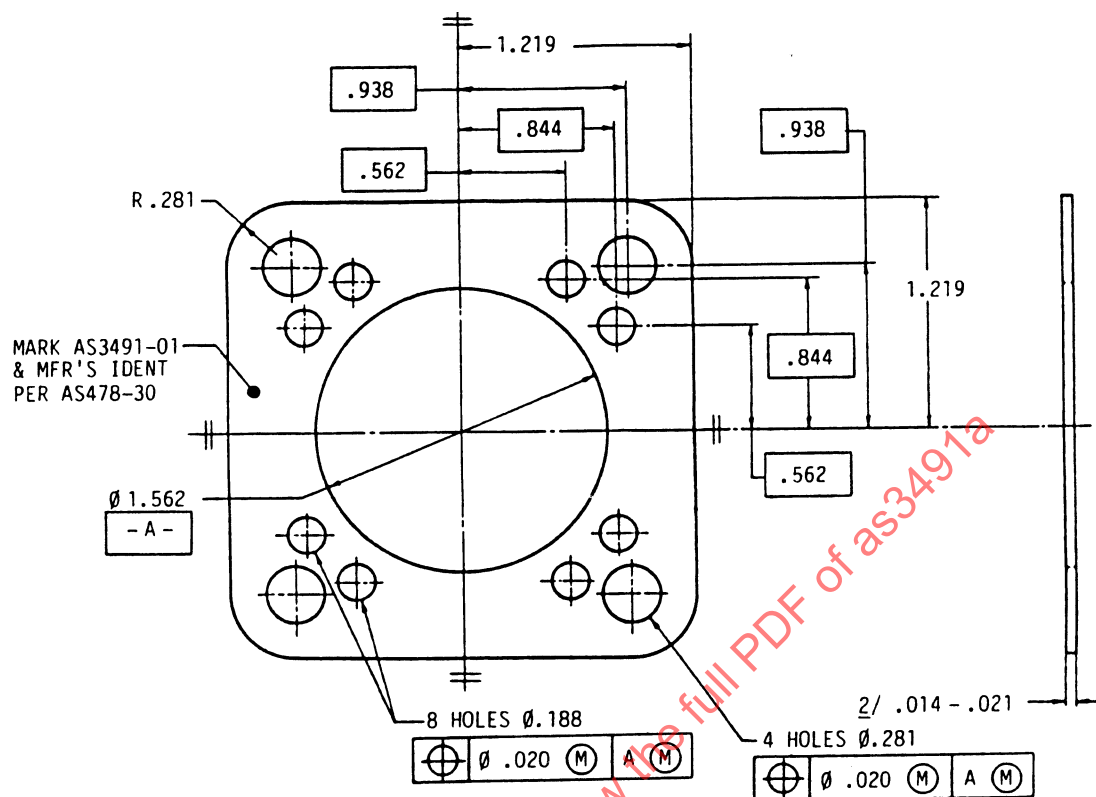 1.219
.938
.844
.938
.562
R.281
1.219
MARK AS3491-01
& MFR'S IDENT
PER AS478-30
.844
.562
Ø 1.562
- A -
2/ .014 - .021
8 HOLES Ø.188
Ø .020 Ⓜ A Ⓜ
4 HOLES Ø.281
Ø .020 Ⓜ A Ⓜ
w the full PDF of as3491a